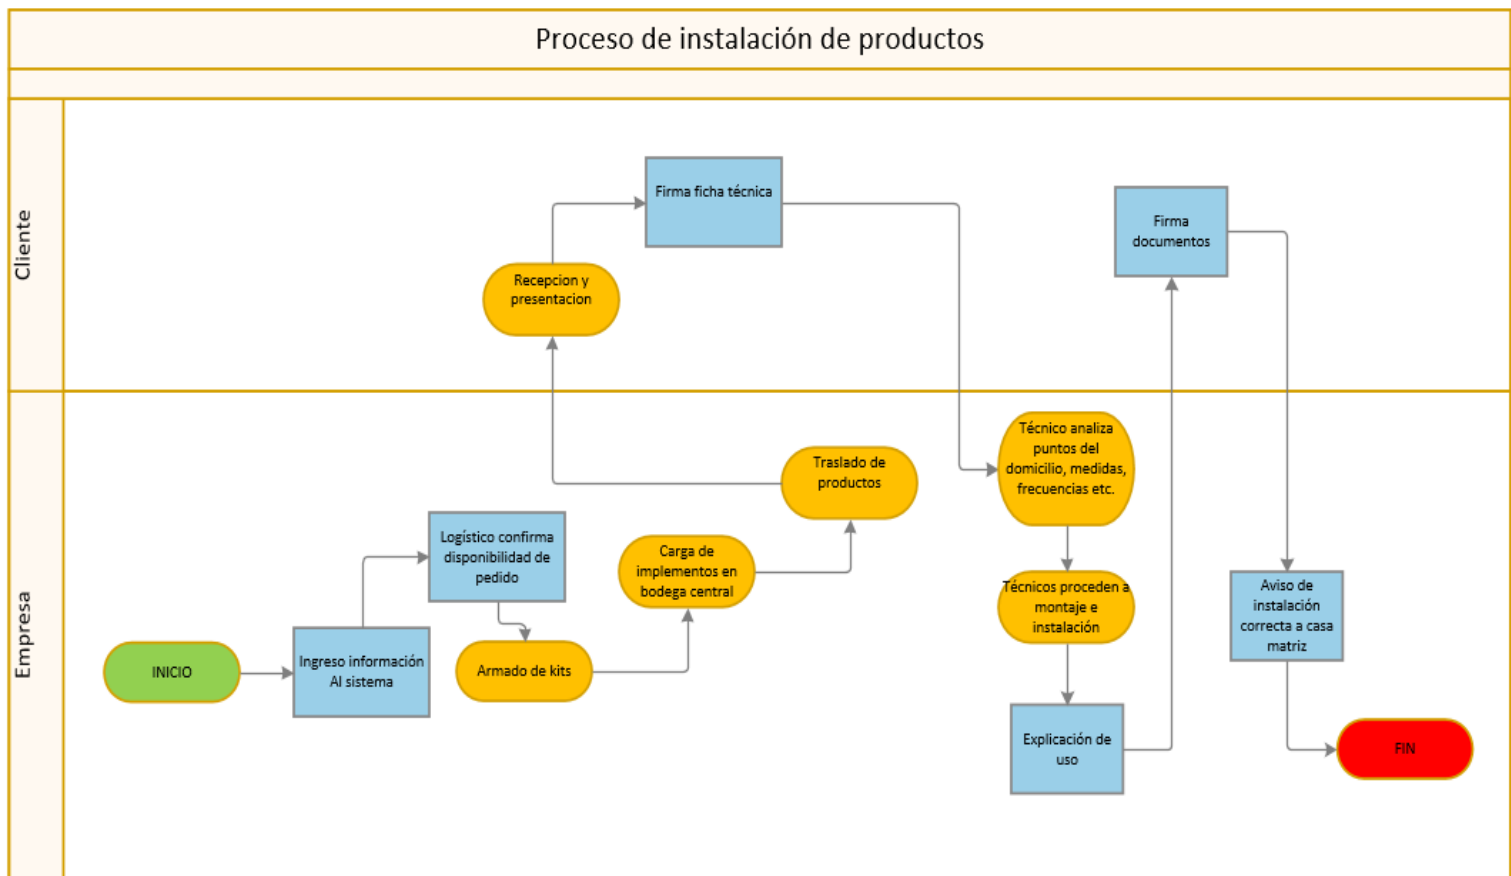 Proceso de instalación de productos
Cliente
Firma ficha técnica
Firma
documentos
Recepcion y
presentacion
Empresa
INICIO
Ingreso información
Al sistema
Logístico confirma
disponibilidad de
pedido
Armado de kits
Carga de
implementos en
bodega central
Traslado de
productos
Técnico analiza
puntos del
domicilio, medidas,
frecuencias etc.
Técnicos proceden a
montaje e
instalación
Explicación de
uso
Aviso de
instalación
correcta a casa
matriz
FIN